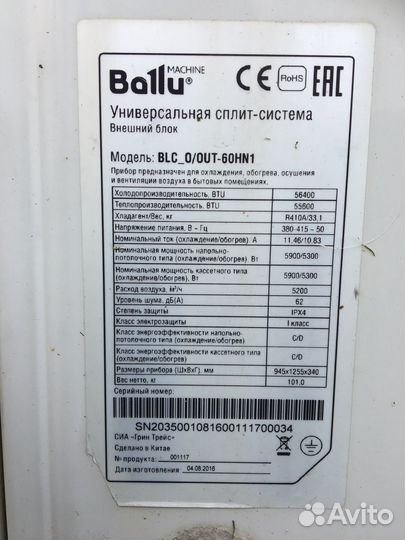 MACHINE
Ballu®
CE RoHS EAC
Универсальная сплит-система
Внешний блок
Модель: BLC_O/OUT-60HN1
Прибор предназначен для охлаждения, обогрева, осушения
и вентиляции воздуха в бытовых помещениях.
Холодопроизводительность, BTU 56400
Теплопроизводительность, BTU 55600
Хладагент/Вес, кг R410A/33,1
Напряжение питания, В - Гц 380-415 ~ 50
Номинальный ток (охлаждение/обогрев), А 11.46/10.83
Номинальная мощность напольно-
потолочного типа (охлаждение/обогрев), Вт 5900/5300
Номинальная мощность кассетного типа
(охлаждение/обогрев), Вт 5900/5300
Расход воздуха, м³/ч 5200
Уровень шума, дБ(А) 62
Степень защиты IPX4
Класс электрозащиты I класс
Класс энергоэффективности напольно-
потолочного тип (охлаждение/обогрев) C/D
Класс энергоэффективности кассетного типа
(охлаждение/обогрев) C/D
Размеры прибора (ШхВхГ), мм 945x1255x340
Вес нетто, кг 101,0
Серийный номер:
SN2035001081600111700034
СИА «Грин Трейс»
Сделано в Китае
№ продукта: 001117
Дата изготовления 04.08.2016
Avito